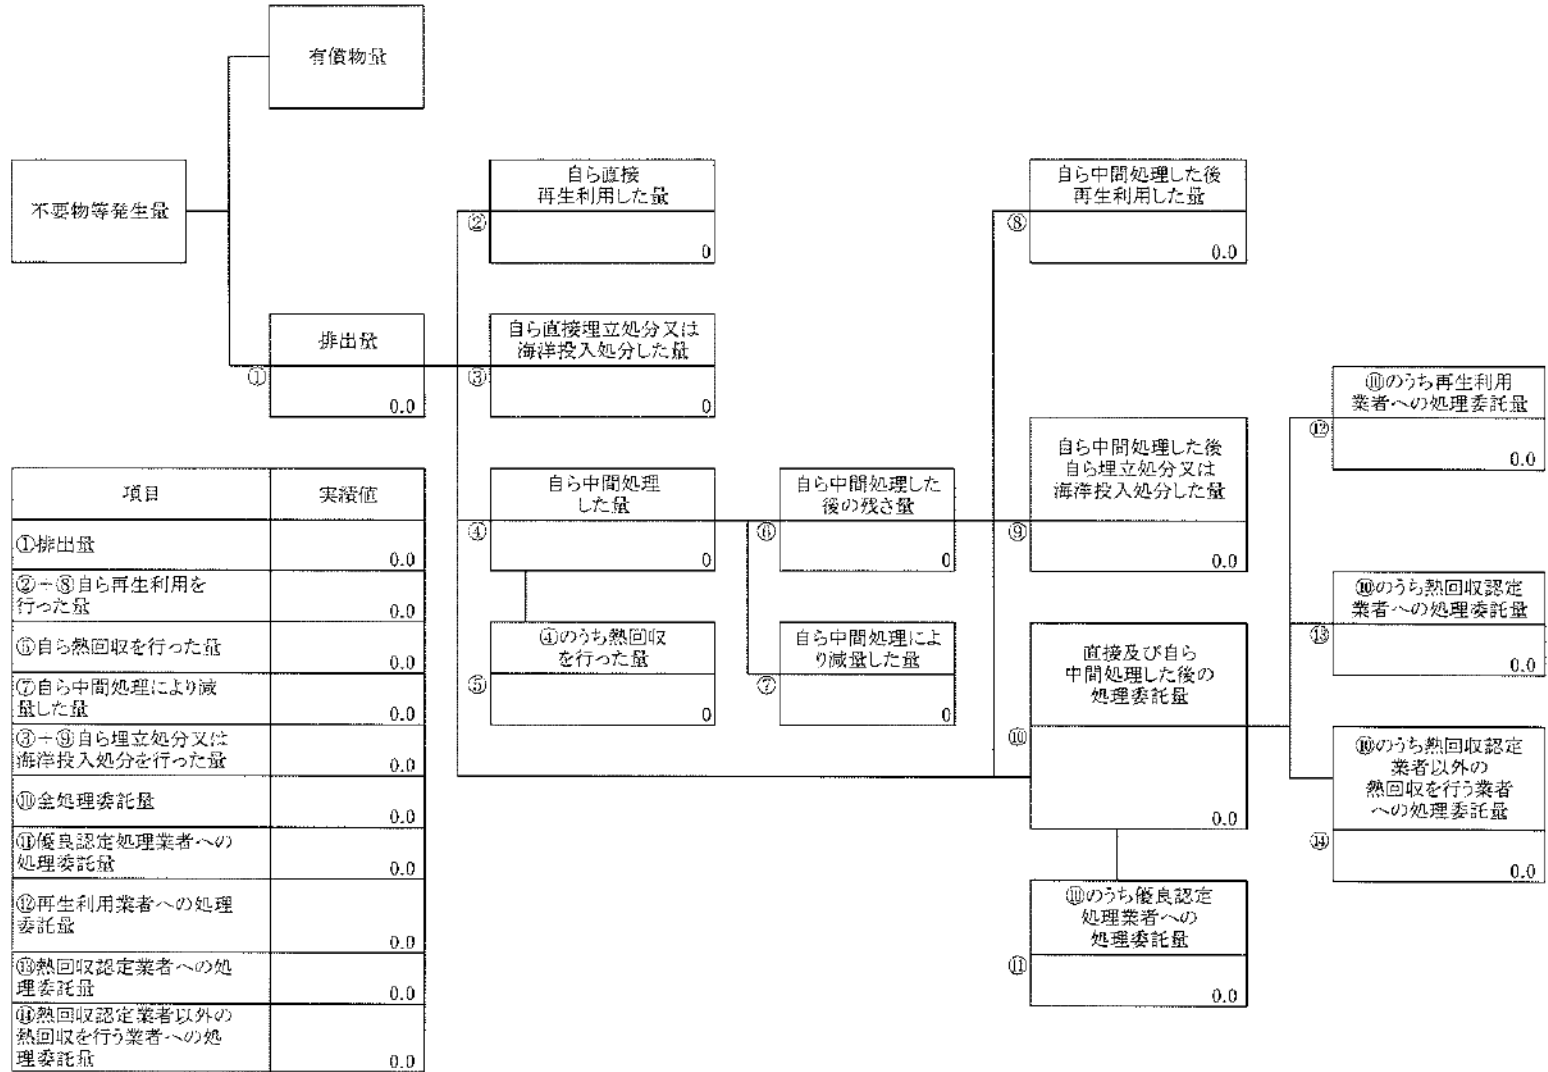 有償物量
不要物等発生量
自ら直接
再生利用した量
②
0
自ら中間処理した後
再生利用した量
⑧
0.0
排出量
①
0.0
自ら直接埋立処分又は
海洋投入処分した量
③
0
⑪のうち再生利用
業者への処理委託量
⑫
0.0
自ら中間処理
した量
④
0
自ら中間処理した
後の残さ量
⑥
0
自ら中間処理した後
自ら埋立処分又は
海洋投入処分した量
⑨
0.0
④のうち熱回収
を行った量
⑤
0
自ら中間処理によ
り減量した量
⑦
0
直接及び自ら
中間処理した後の
処理委託量
⑩
0.0
⑩のうち熱回収認定
業者への処理委託量
⑬
0.0
⑩のうち熱回収認定
業者以外の
熱回収を行う業者
への処理委託量
⑭
0.0
⑩のうち優良認定
処理業者への
処理委託量
⑪
0.0
項目 実績値
①排出量
0.0
②+⑧自ら再生利用を
行った量
0.0
⑤自ら熱回収を行った量
0.0
⑦自ら中間処理により減
量した量
0.0
③+⑨自ら埋立処分又は
海洋投入処分を行った量
0.0
⑩全処理委託量
0.0
⑪優良認定処理業者への
処理委託量
0.0
⑫再生利用業者への処理
委託量
0.0
⑬熱回収認定業者への処
理委託量
0.0
⑭熱回収認定業者以外の
熱回収を行う業者への処
理委託量
0.0